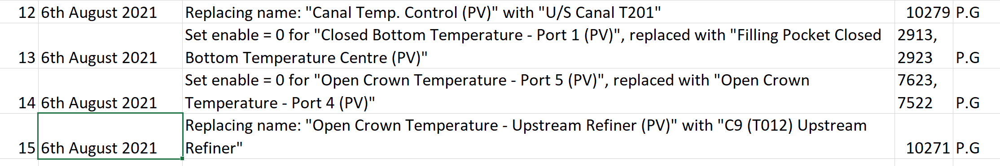 12 6th August 2021 Replacing name: "Canal Temp. Control (PV)" with "U/S Canal T201" 10279 P.G
Set enable = 0 for "Closed Bottom Temperature - Port 1 (PV)", replaced with "Filling Pocket Closed 2913,
13 6th August 2021 Bottom Temperature Centre (PV)" 2923 P.G
Set enable = 0 for "Open Crown Temperature - Port 5 (PV)", replaced with "Open Crown 7623,
14 6th August 2021 Temperature - Port 4 (PV)" 7522 P.G
Replacing name: "Open Crown Temperature - Upstream Refiner (PV)" with "C9 (T012) Upstream
15 6th August 2021 Refiner" 10271 P.G